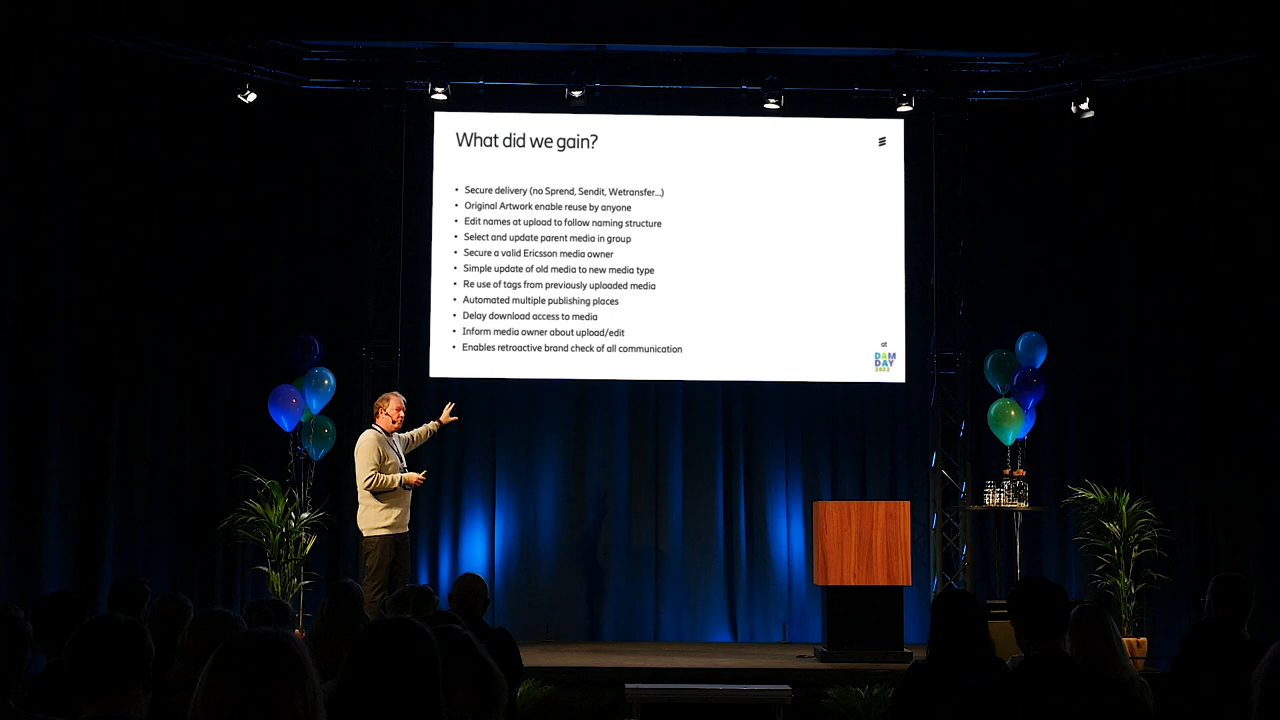 What did we gain?
• Secure delivery (no Sprend, Sendit, Wetransfer...)
• Original Artwork enable reuse by anyone
• Edit names at upload to follow naming structure
• Select and update parent media in group
• Secure a valid Ericsson media owner
• Simple update of old media to new media type
• Re use of tags from previously uploaded media
• Automated multiple publishing places
• Delay download access to media
• Inform media owner about upload/edit
• Enables retroactive brand check of all communication
at
DAM
DAY
2022